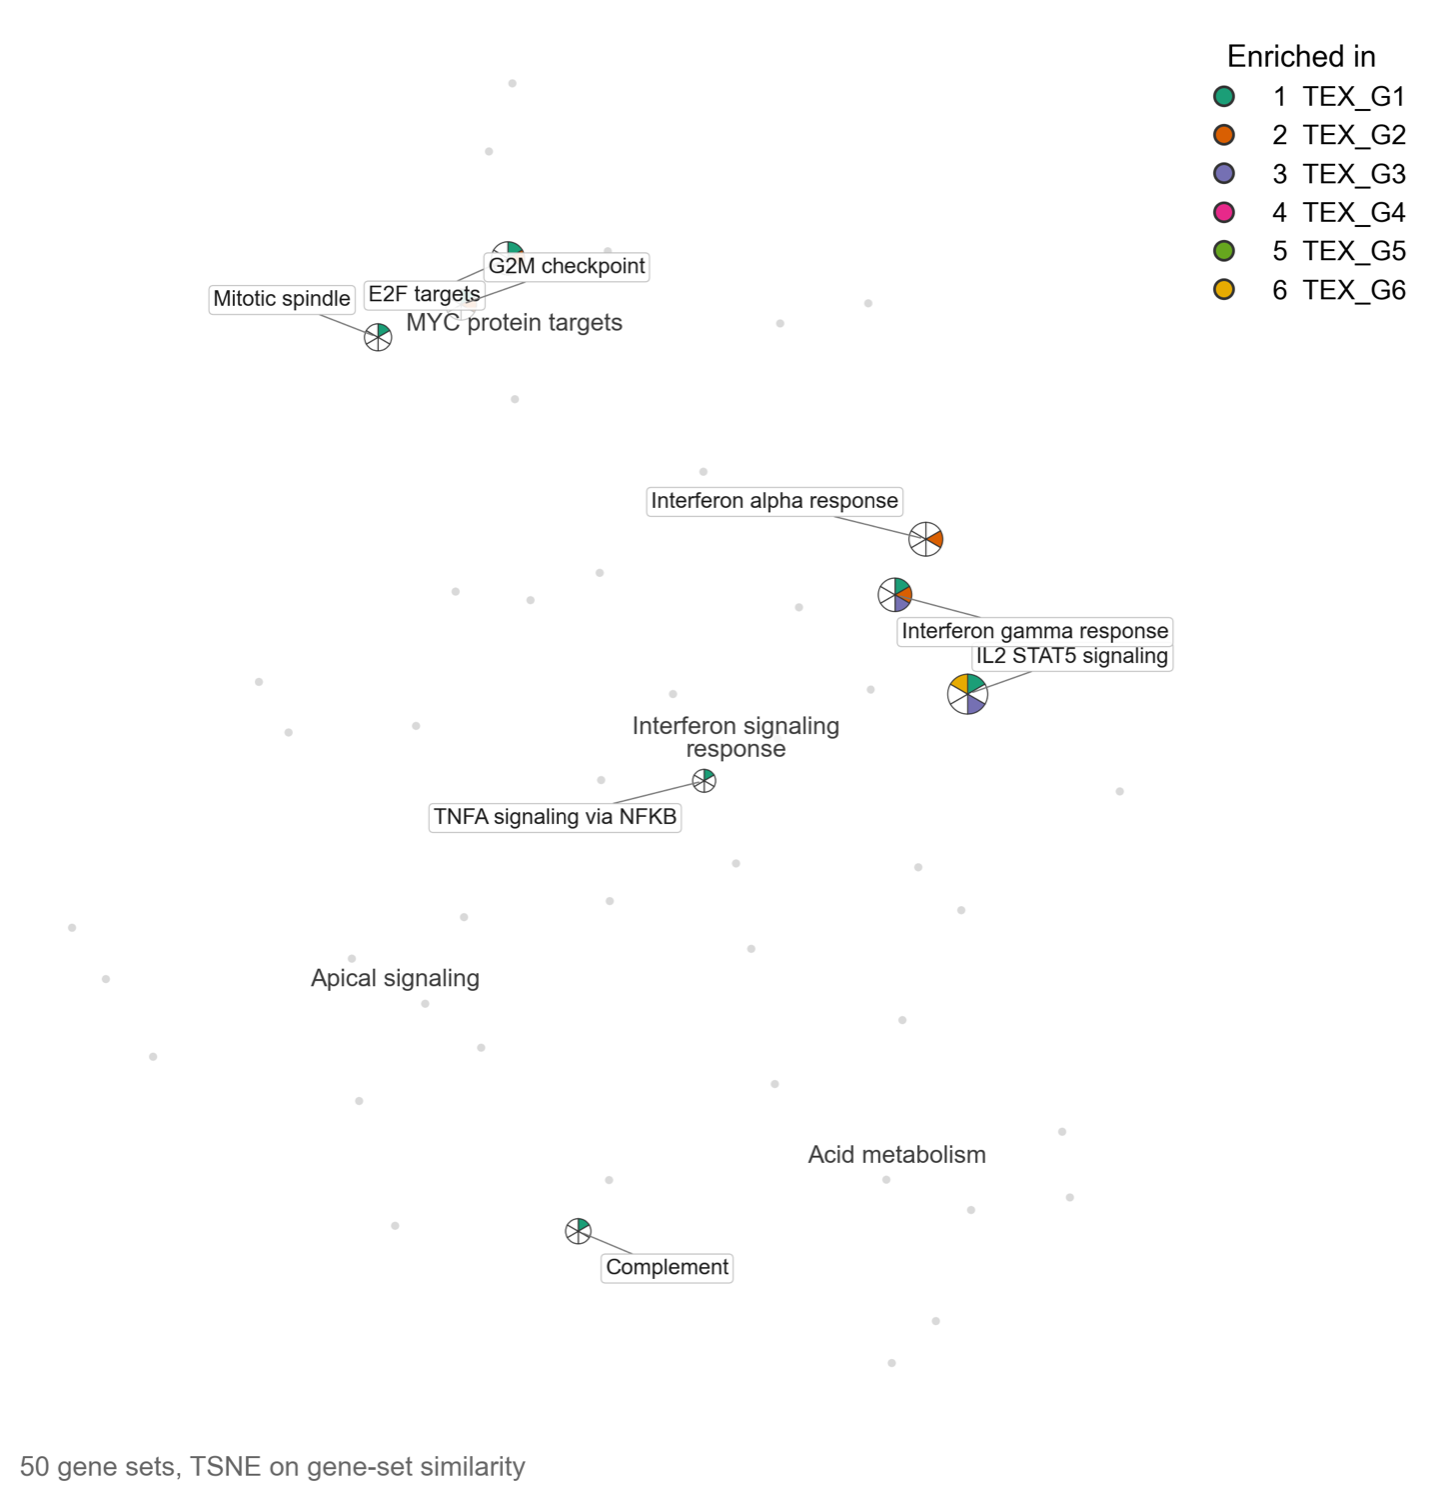 Enriched in
1 TEX_G1
2 TEX_G2
3 TEX_G3
4 TEX_G4
5 TEX_G5
6 TEX_G6
G2M checkpoint
E2F targets
Mitotic spindle
MYC protein targets
Interferon alpha response
Interferon gamma response
IL2 STAT5 signaling
Interferon signaling
response
TNFA signaling via NFKB
Apical signaling
Acid metabolism
Complement
50 gene sets, TSNE on gene-set similarity